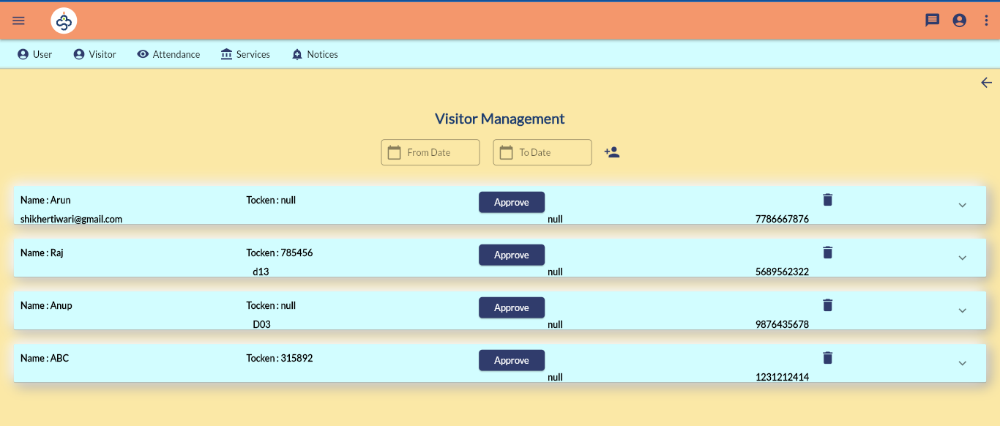 User Visitor Attendance Services Notices
Visitor Management
From Date To Date
Name : Arun Tocken : null Approve
shikhertiwari@gmail.com null 7786667876
Name : Raj Tocken : 785456 Approve
d13 null 5689562322
Name : Anup Tocken : null Approve
D03 null 9876435678
Name : ABC Tocken : 315892 Approve
null 1231212414